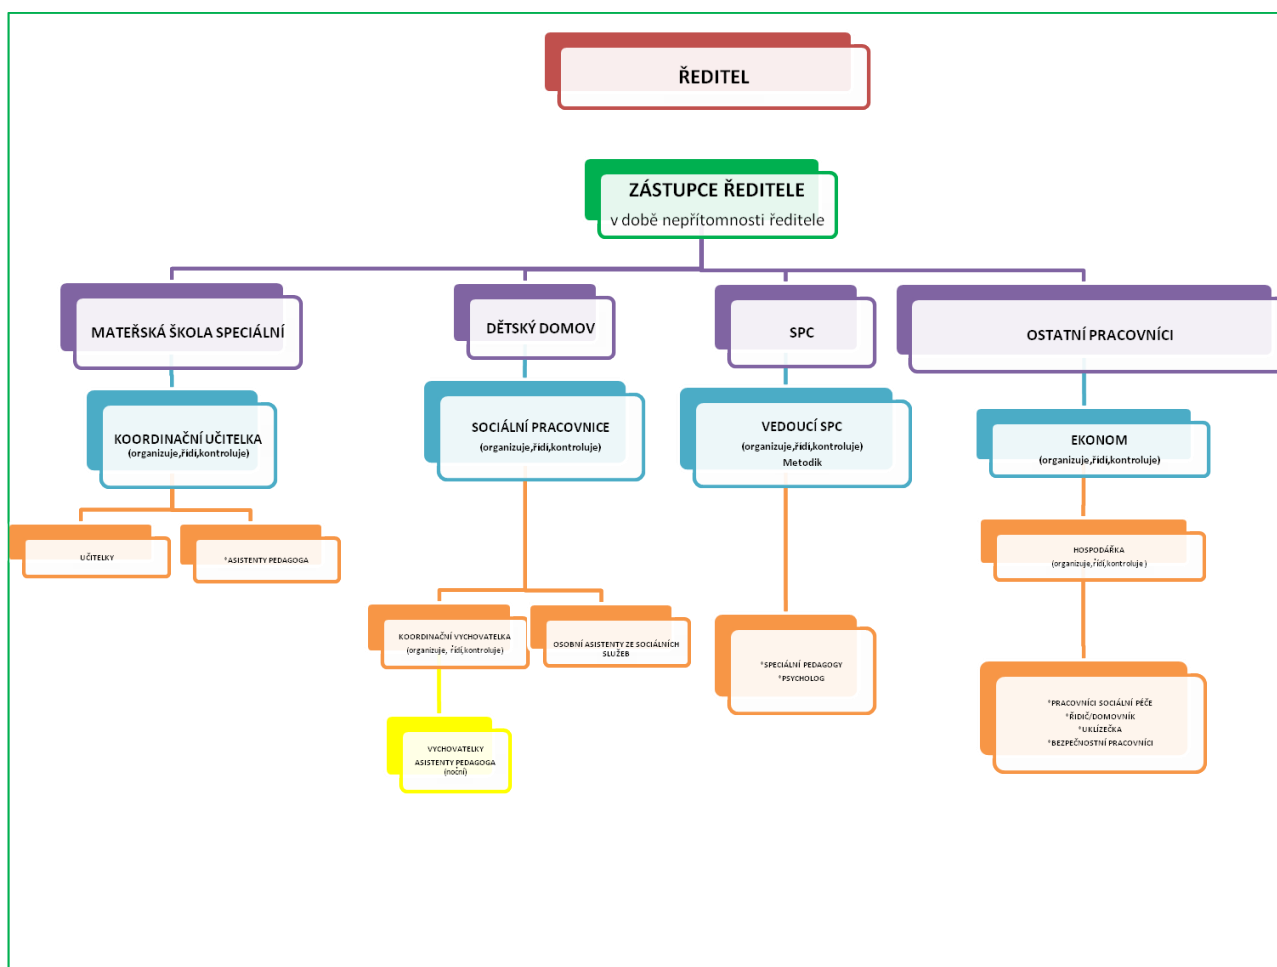 ŘEDITEL
ZÁSTUPCE ŘEDITELE
v době nepřítomnosti ředitele
MATEŘSKÁ ŠKOLA SPECIÁLNÍ
DĚTSKÝ DOMOV
SPC
OSTATNÍ PRACOVNÍCI
KOORDINAČNÍ UČITELKA
(organizuje,řídí,kontroluje)
SOCIÁLNÍ PRACOVNICE
(organizuje,řídí,kontroluje)
VEDOUCÍ SPC
(organizuje,řídí,kontroluje)
Metodik
EKONOM
(organizuje,řídí,kontroluje)
UČITELKY
*ASISTENTY PEDAGOGA
HOSPODÁŘKA
(organizuje,řídí,kontroluje )
KOORDINAČNÍ VYCHOVATELKA
(organizuje, řídí,kontroluje)
OSOBNÍ ASISTENTY ZE SOCIÁLNÍCH
SLUŽEB
*SPECIÁLNÍ PEDAGOGY
*PSYCHOLOG
*PRACOVNÍCI SOCIÁLNÍ PÉČE
*ŘIDIČ/DOMOVNÍK
*UKLÍZEČKA
*BEZPEČNOSTNÍ PRACOVNÍCI
VYCHOVATELKY
ASISTENTY PEDAGOGA
(noční)